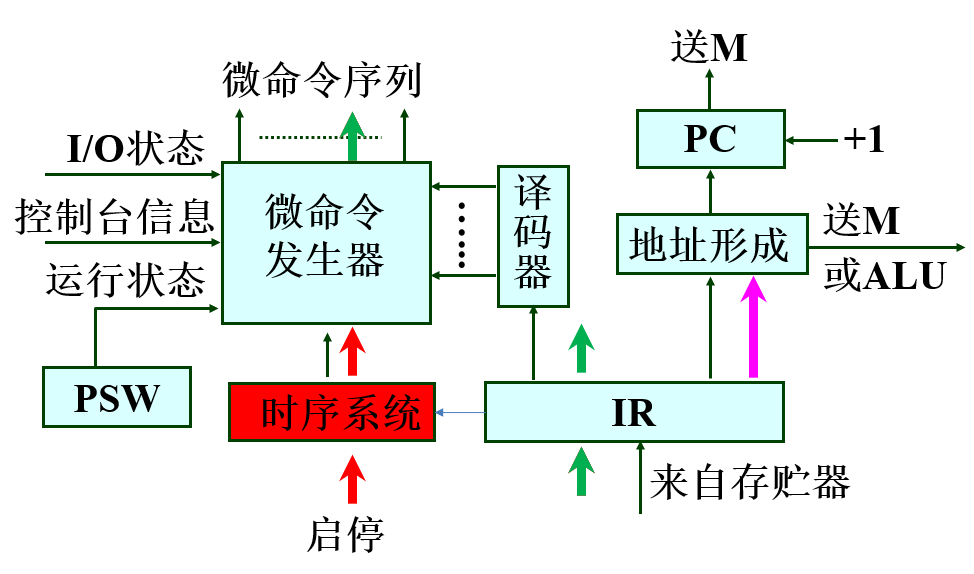 送M
微命令序列
PC
+1
I/O状态
控制台信息
运行状态
微命令
发生器
译
码
器
地址形成
送M
或ALU
PSW
时序系统
IR
来自存贮器
启停